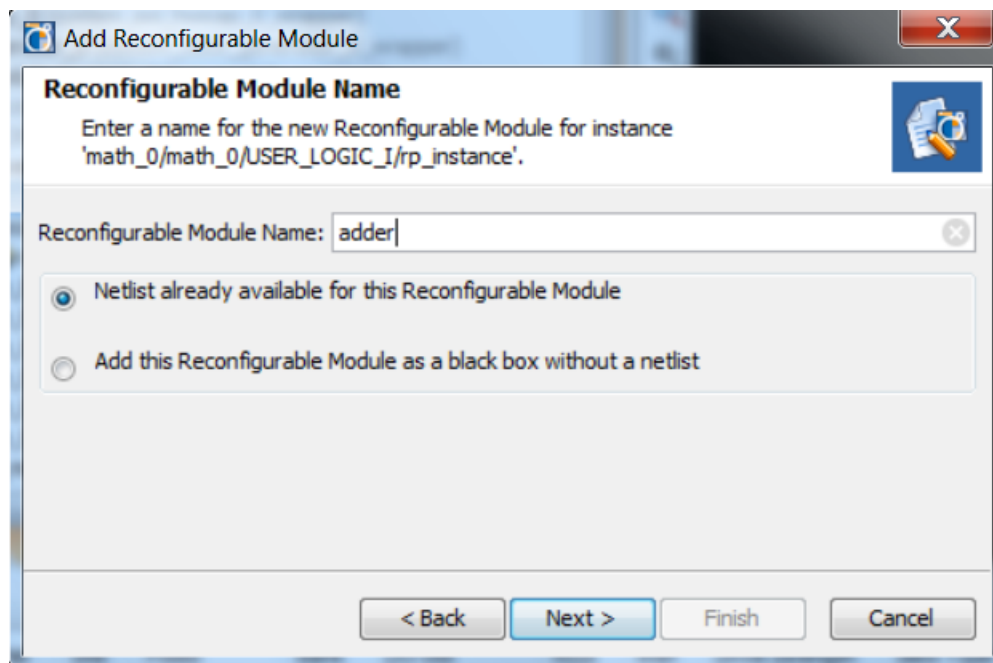 Add Reconfigurable Module
Reconfigurable Module Name
Enter a name for the new Reconfigurable Module for instance
'math_0/math_0/USER_LOGIC_I/rp_instance'.
Reconfigurable Module Name: adder
Netlist already available for this Reconfigurable Module
Add this Reconfigurable Module as a black box without a netlist
< Back Next > Finish Cancel